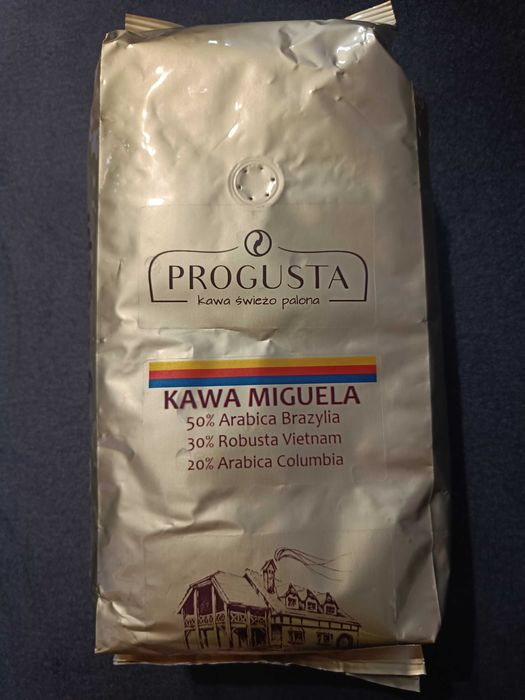 PROGUSTA
kawa świeżo palona
KAWA MIGUELA
50% Arabica Brazylia
30% Robusta Vietnam
20% Arabica Columbia